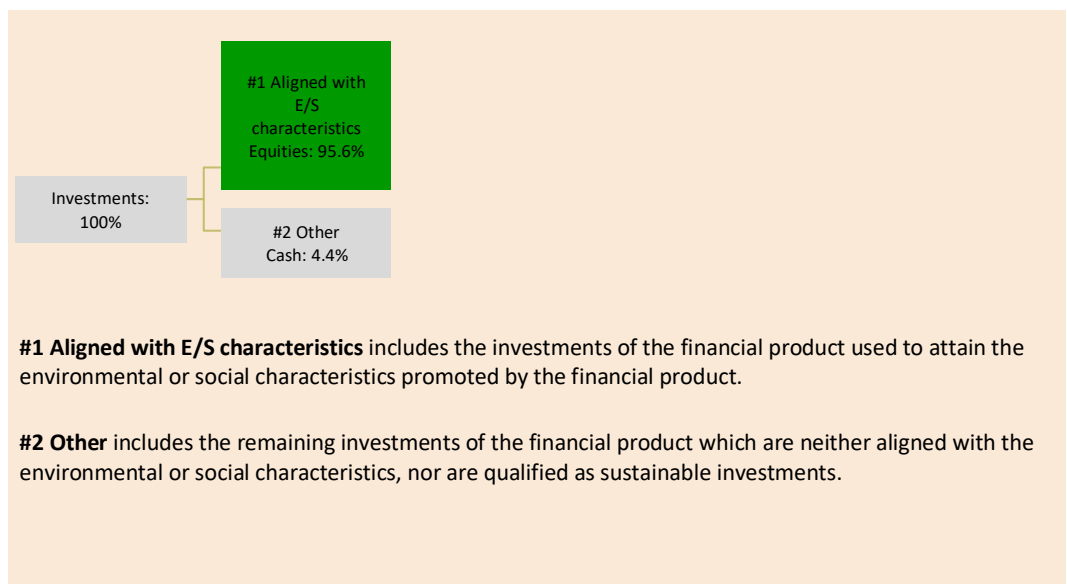 #1 Aligned with
E/S
characteristics
Equities: 95.6%
Investments:
100%
#2 Other
Cash: 4.4%
#1 Aligned with E/S characteristics includes the investments of the financial product used to attain the
environmental or social characteristics promoted by the financial product.
#2 Other includes the remaining investments of the financial product which are neither aligned with the
environmental or social characteristics, nor are qualified as sustainable investments.